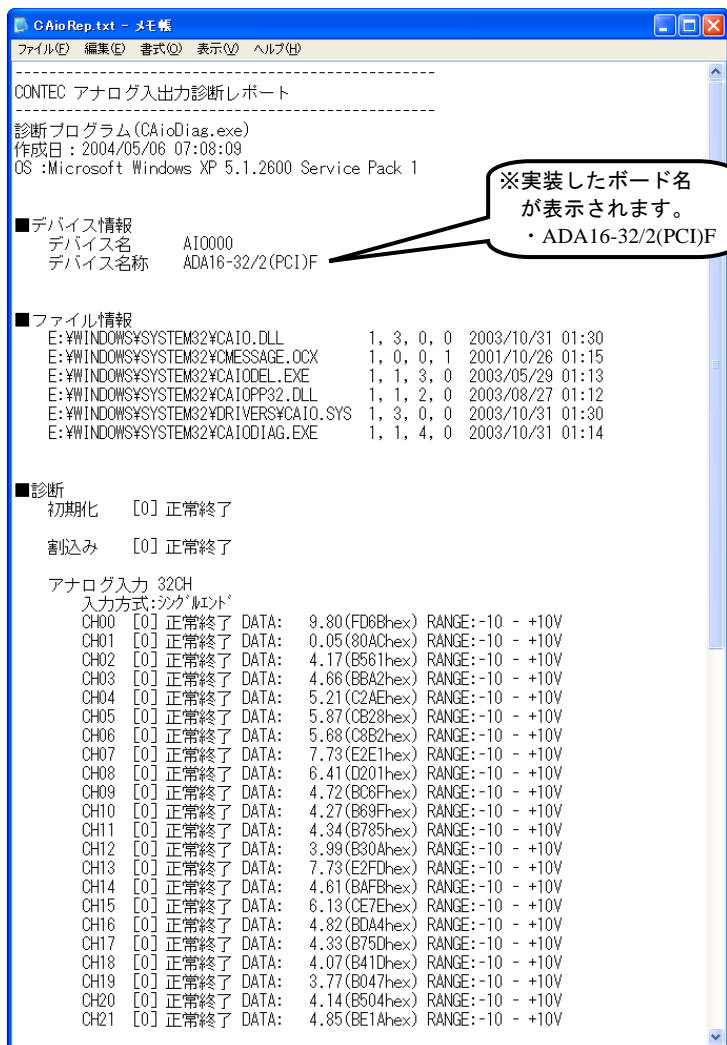 CAioRep.txt - メモ帳
ファイル(F) 編集(E) 書式(O) 表示(V) ヘルプ(H)
--------------------------------------------------
CONTEC アナログ入出力診断レポート
--------------------------------------------------
診断プログラム(CAioDiag.exe)
作成日：2004/05/06 07:08:09
OS :Microsoft Windows XP 5.1.2600 Service Pack 1
※実装したボード名
が表示されます。
・ADA16-32/2(PCI)F
■デバイス情報
デバイス名 AIO000
デバイス名称 ADA16-32/2(PCI)F
■ファイル情報
E:¥WINDOWS¥SYSTEM32¥CAIO.DLL 1, 3, 0, 0 2003/10/31 01:30
E:¥WINDOWS¥SYSTEM32¥CMESSAGE.OCX 1, 0, 0, 1 2001/10/26 01:15
E:¥WINDOWS¥SYSTEM32¥CAIODEL.EXE 1, 1, 3, 0 2003/05/29 01:13
E:¥WINDOWS¥SYSTEM32¥CAIOPP32.DLL 1, 1, 2, 0 2003/08/27 01:12
E:¥WINDOWS¥SYSTEM32¥DRIVERS¥CAIO.SYS 1, 3, 0, 0 2003/10/31 01:30
E:¥WINDOWS¥SYSTEM32¥CAIODIAG.EXE 1, 1, 4, 0 2003/10/31 01:14
■診断
初期化 [0] 正常終了
割込み [0] 正常終了
アナログ入力 32CH
入力方式:ｼﾝｸﾞﾙｴﾝﾄﾞ
CH00 [0] 正常終了 DATA: 9.80(FD6Bhex) RANGE:-10 - +10V
CH01 [0] 正常終了 DATA: 0.05(80AChex) RANGE:-10 - +10V
CH02 [0] 正常終了 DATA: 4.17(B561hex) RANGE:-10 - +10V
CH03 [0] 正常終了 DATA: 4.66(BBA2hex) RANGE:-10 - +10V
CH04 [0] 正常終了 DATA: 5.21(C2AEhex) RANGE:-10 - +10V
CH05 [0] 正常終了 DATA: 5.87(CB28hex) RANGE:-10 - +10V
CH06 [0] 正常終了 DATA: 5.68(C8B2hex) RANGE:-10 - +10V
CH07 [0] 正常終了 DATA: 7.73(E2E1hex) RANGE:-10 - +10V
CH08 [0] 正常終了 DATA: 6.41(D201hex) RANGE:-10 - +10V
CH09 [0] 正常終了 DATA: 4.72(BC6Fhex) RANGE:-10 - +10V
CH10 [0] 正常終了 DATA: 4.27(B69Fhex) RANGE:-10 - +10V
CH11 [0] 正常終了 DATA: 4.34(B785hex) RANGE:-10 - +10V
CH12 [0] 正常終了 DATA: 3.99(B30Ahex) RANGE:-10 - +10V
CH13 [0] 正常終了 DATA: 7.73(E2FDhex) RANGE:-10 - +10V
CH14 [0] 正常終了 DATA: 4.61(BAFBhex) RANGE:-10 - +10V
CH15 [0] 正常終了 DATA: 6.13(CE7Ehex) RANGE:-10 - +10V
CH16 [0] 正常終了 DATA: 4.82(BDA4hex) RANGE:-10 - +10V
CH17 [0] 正常終了 DATA: 4.33(B75Dhex) RANGE:-10 - +10V
CH18 [0] 正常終了 DATA: 4.07(B41Dhex) RANGE:-10 - +10V
CH19 [0] 正常終了 DATA: 3.77(B047hex) RANGE:-10 - +10V
CH20 [0] 正常終了 DATA: 4.14(B504hex) RANGE:-10 - +10V
CH21 [0] 正常終了 DATA: 4.85(BE1Ahex) RANGE:-10 - +10V